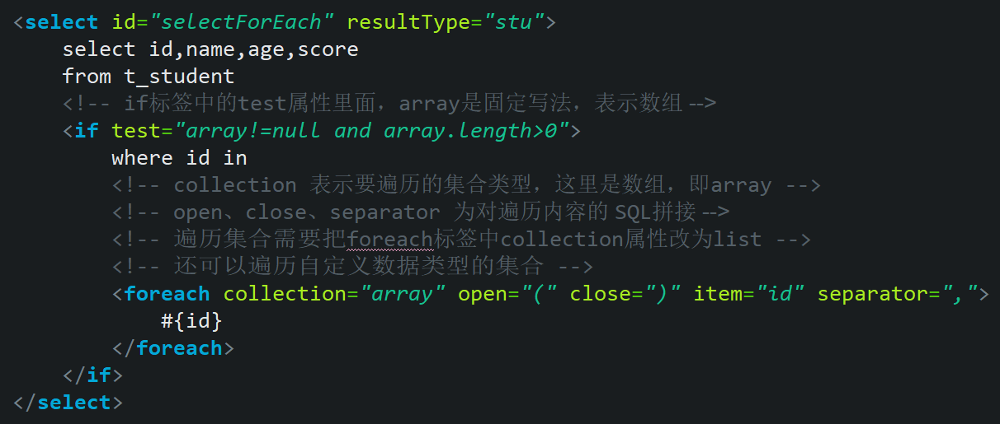 <select id="selectForEach" resultType="stu">
    select id,name,age,score
    from t_student
    <!-- if标签中的test属性里面，array是固定写法，表示数组 -->
    <if test="array!=null and array.length>0">
        where id in
        <!-- collection 表示要遍历的集合类型，这里是数组，即array -->
        <!-- open、close、separator 为对遍历内容的 SQL拼接 -->
        <!-- 遍历集合需要把foreach标签中collection属性改为list -->
        <!-- 还可以遍历自定义数据类型的集合 -->
        <foreach collection="array" open="(" close=")" item="id" separator=",">
            #{id}
        </foreach>
    </if>
</select>